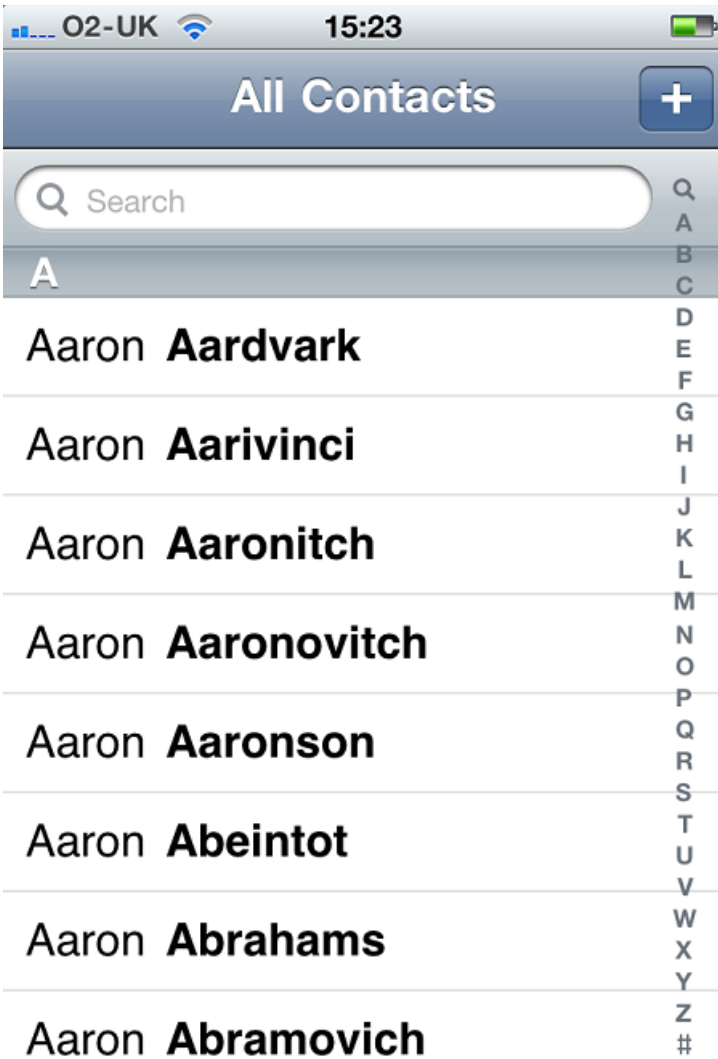 O2-UK 15:23
All Contacts +
Search
A
Aaron Aardvark
Aaron Aarivinci
Aaron Aaronitch
Aaron Aaronovitch
Aaron Aaronson
Aaron Abeintot
Aaron Abrahams
Aaron Abramovich
A
B
C
D
E
F
G
H
I
J
K
L
M
N
O
P
Q
R
S
T
U
V
W
X
Y
Z
#